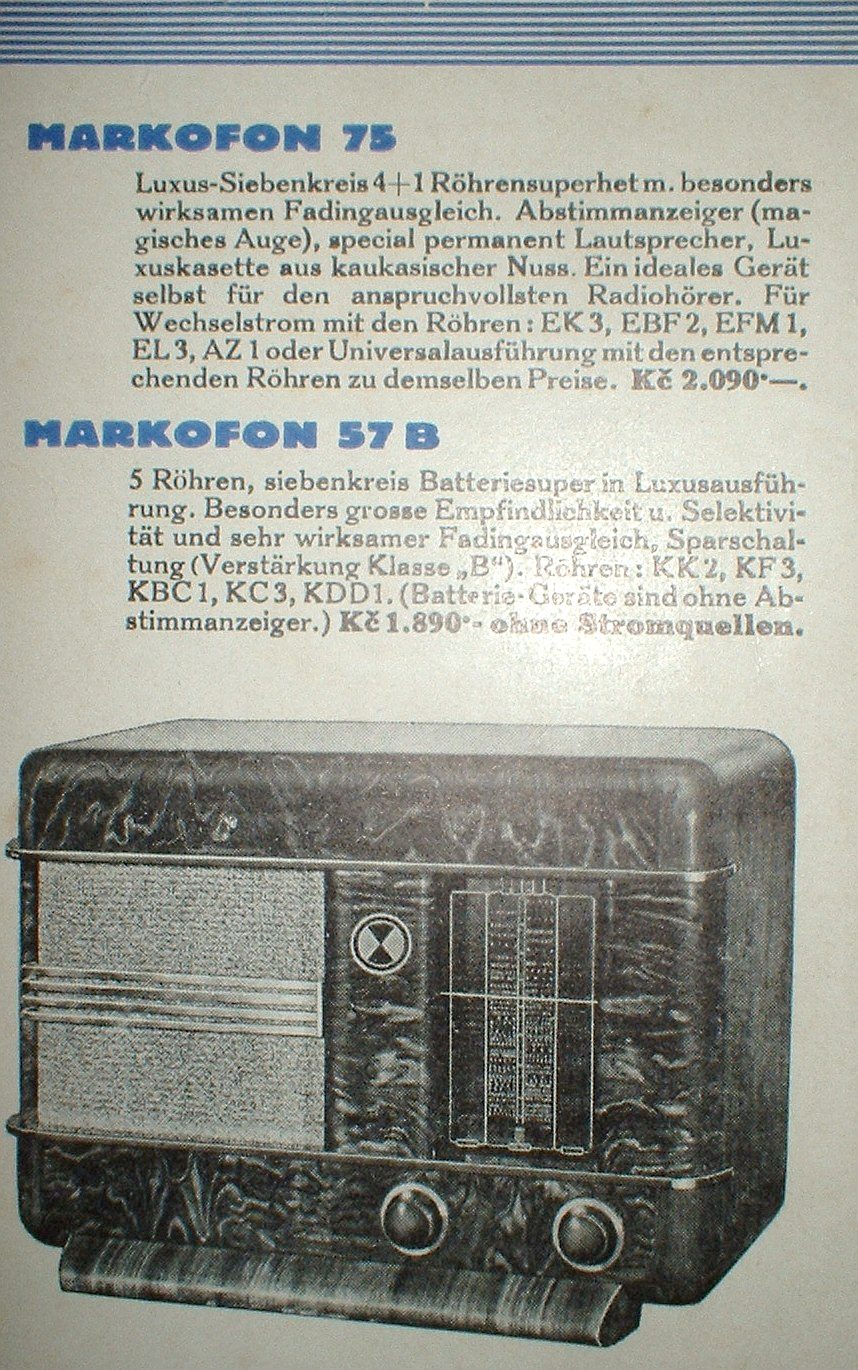 MARKOFON 75
Luxus-Siebenkreis 4+1 Röhrensuperhet m. besonders
wirksamen Fadingausgleich. Abstimmanzeiger (ma-
gisches Auge), special permanent Lautsprecher, Lu-
xuskasette aus kaukasischer Nuss. Ein ideales Gerät
selbst für den anspruchvollsten Radiohörer. Für
Wechselstrom mit den Röhren: EK 3, EBF 2, EFM 1,
EL 3, AZ 1 oder Universalausführung mit den entspre-
chenden Röhren zu demselben Preise. Kč 2.090·—.
MARKOFON 57 B
5 Röhren, siebenkreis Batteriesuper in Luxusausfüh-
rung. Besonders grosse Empfindlichkeit u. Selektivi-
tät und sehr wirksamer Fadingausgleich, Sparschal-
tung (Verstärkung Klasse „B“). Röhren: KK 2, KF 3,
KBC 1, KC 3, KDD 1. (Batterie-Geräte sind ohne Ab-
stimmanzeiger.) Kč 1.890·- ohne Stromquellen.